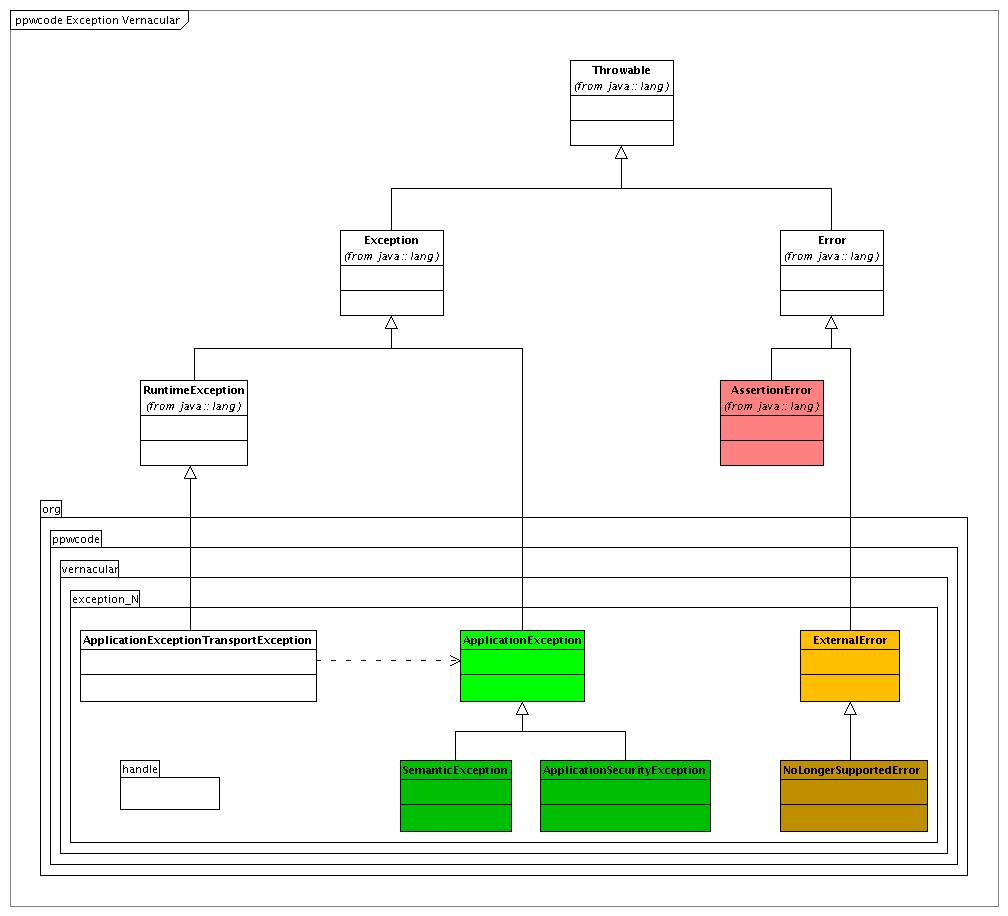 ppwcode Exception Vernacular
Throwable
(from java::lang)
Exception
(from java::lang)
Error
(from java::lang)
RuntimeException
(from java::lang)
AssertionError
(from java::lang)
org
ppwcode
vernacular
exception_N
ApplicationExceptionTransportException
ApplicationException
ExternalError
handle
SemanticException
ApplicationSecurityException
NoLongerSupportedError